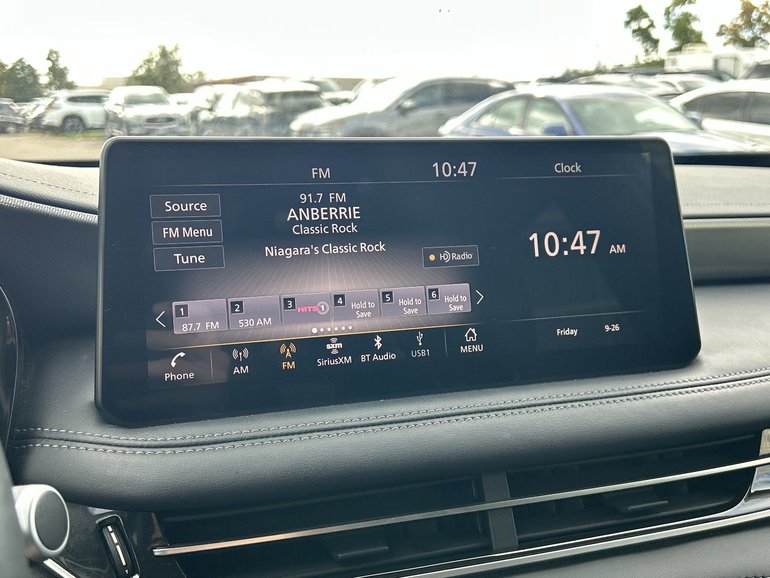 FM 10:47 Clock
91.7 FM
ANBERRIE
Classic Rock
Niagara's Classic Rock
Source
FM Menu
Tune
HD Radio
10:47 AM
1 87.7 FM
2 530 AM
3 HITS 1
4 Hold to Save
5 Hold to Save
6 Hold to Save
Phone AM FM SiriusXM BT Audio USB1 MENU
sxm
Friday 9-26